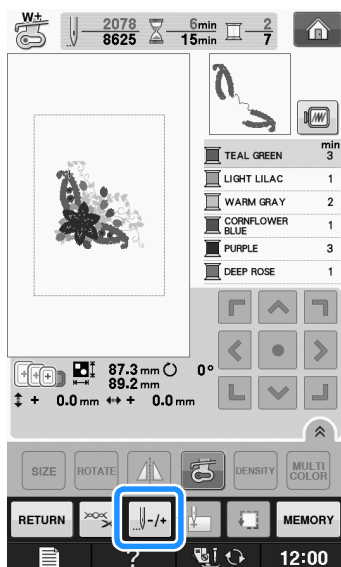 W+
2078 6min 2
8625 15min 7
min
TEAL GREEN 3
LIGHT LILAC 1
WARM GRAY 2
CORNFLOWER
BLUE 1
PURPLE 3
DEEP ROSE 1
87.3 mm 0°
89.2 mm
+ 0.0 mm + 0.0 mm
SIZE ROTATE DENSITY MULTI
COLOR
RETURN -/+ MEMORY
? 12:00